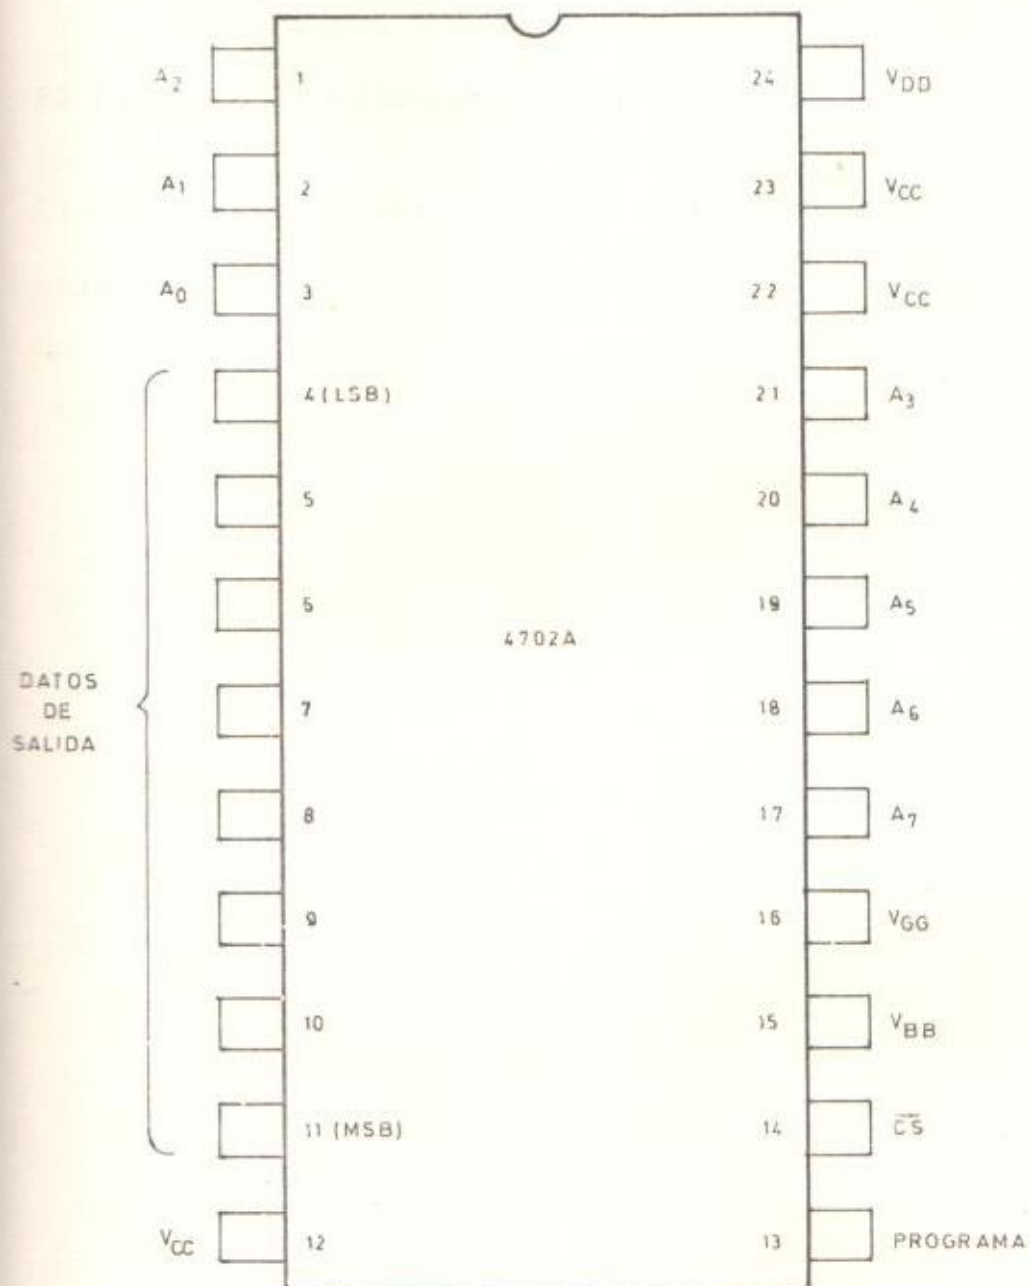 A2 1 24 VDD
A1 2 23 VCC
A0 3 22 VCC
4 (LSB) 21 A3
5 20 A4
6 19 A5
4702A
DATOS
DE
SALIDA
7 18 A6
8 17 A7
9 16 VGG
10 15 VBB
11 (MSB) 14 C̅S̅
VCC 12 13 PROGRAMA